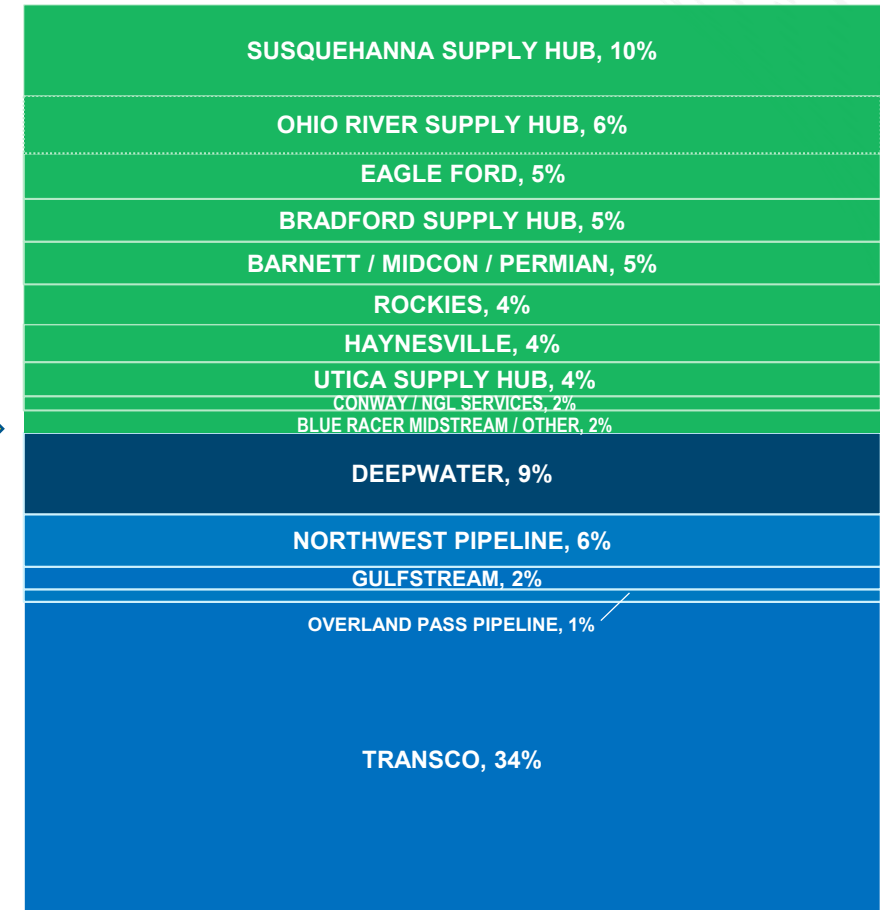 SUSQUEHANNA SUPPLY HUB, 10%
OHIO RIVER SUPPLY HUB, 6%
EAGLE FORD, 5%
BRADFORD SUPPLY HUB, 5%
BARNETT / MIDCON / PERMIAN, 5%
ROCKIES, 4%
HAYNESVILLE, 4%
UTICA SUPPLY HUB, 4%
CONWAY / NGL SERVICES, 2%
BLUE RACER MIDSTREAM / OTHER, 2%
DEEPWATER, 9%
NORTHWEST PIPELINE, 6%
GULFSTREAM, 2%
OVERLAND PASS PIPELINE, 1%
TRANSCO, 34%